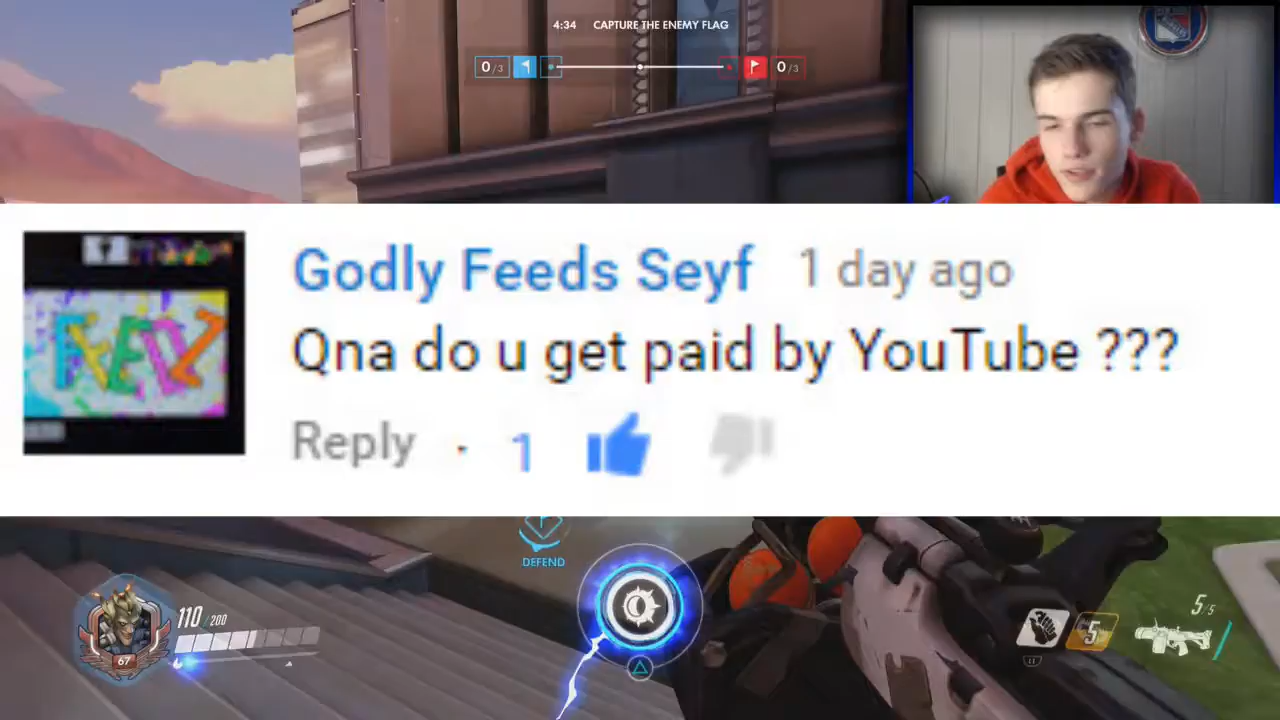 4:34 CAPTURE THE ENEMY FLAG
0/3 0/3
Godly Feeds Seyf 1 day ago
Qna do u get paid by YouTube ???
Reply · 1
DEFEND
110/200
67
5
5/5